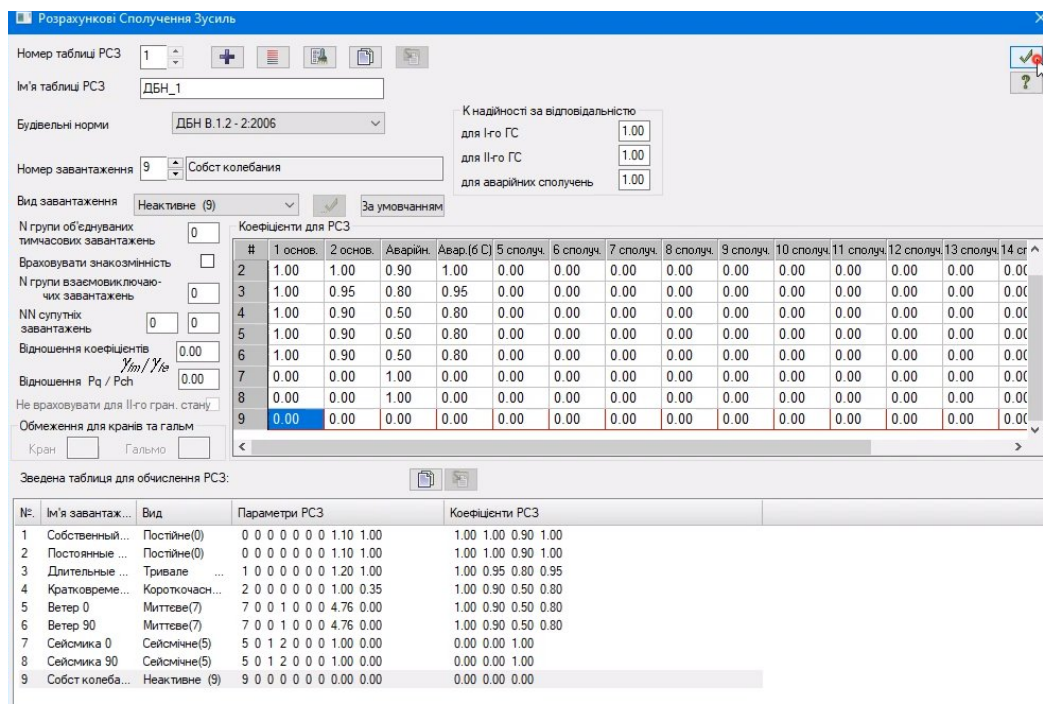 Розрахункові Сполучення Зусиль
Номер таблиці РСЗ 1
Ім'я таблиці РСЗ ДБН_1
Будівельні норми ДБН В.1.2 - 2:2006
К надійності за відповідальністю
для I-го ГС 1.00
для II-го ГС 1.00
для аварійних сполучень 1.00
Номер завантаження 9 Собст колебания
Вид завантаження Неактивне (9) За умовчанням
N групи об'єднуваних
тимчасових завантажень 0
Враховувати знакозмінність
N групи взаємовиключаю-
чих завантажень 0
NN супутніх
завантажень 0 0
Відношення коефіцієнтів 0.00
γfm / γfe
Відношення Pq / Pch 0.00
Не враховувати для II-го гран. стану
Обмеження для кранів та гальм
Кран Гальмо
Коефіцієнти для РСЗ
# 1 основ. 2 основ. Аварійн. Авар.(б С) 5 сполуч. 6 сполуч. 7 сполуч. 8 сполуч. 9 сполуч. 10 сполуч. 11 сполуч. 12 сполуч. 13 сполуч. 14 сп
2 1.00 1.00 0.90 1.00 0.00 0.00 0.00 0.00 0.00 0.00 0.00 0.00 0.00 0.00
3 1.00 0.95 0.80 0.95 0.00 0.00 0.00 0.00 0.00 0.00 0.00 0.00 0.00 0.00
4 1.00 0.90 0.50 0.80 0.00 0.00 0.00 0.00 0.00 0.00 0.00 0.00 0.00 0.00
5 1.00 0.90 0.50 0.80 0.00 0.00 0.00 0.00 0.00 0.00 0.00 0.00 0.00 0.00
6 1.00 0.90 0.50 0.80 0.00 0.00 0.00 0.00 0.00 0.00 0.00 0.00 0.00 0.00
7 0.00 0.00 1.00 0.00 0.00 0.00 0.00 0.00 0.00 0.00 0.00 0.00 0.00 0.00
8 0.00 0.00 1.00 0.00 0.00 0.00 0.00 0.00 0.00 0.00 0.00 0.00 0.00 0.00
9 0.00 0.00 0.00 0.00 0.00 0.00 0.00 0.00 0.00 0.00 0.00 0.00 0.00 0.00
Зведена таблиця для обчислення РСЗ:
№. Ім'я завантаж... Вид Параметри РСЗ Коефіцієнти РСЗ
1 Собственный... Постійне(0) 0 0 0 0 0 0 0 1.10 1.00 1.00 1.00 0.90 1.00
2 Постоянные ... Постійне(0) 0 0 0 0 0 0 0 1.10 1.00 1.00 1.00 0.90 1.00
3 Длительные ... Тривале ... 1 0 0 0 0 0 0 1.20 1.00 1.00 0.95 0.80 0.95
4 Кратковреме... Короткочасн... 2 0 0 0 0 0 0 1.00 0.35 1.00 0.90 0.50 0.80
5 Ветер 0 Миттєве(7) 7 0 0 1 0 0 0 4.76 0.00 1.00 0.90 0.50 0.80
6 Ветер 90 Миттєве(7) 7 0 0 1 0 0 0 4.76 0.00 1.00 0.90 0.50 0.80
7 Сейсмика 0 Сейсмічне(5) 5 0 1 2 0 0 0 1.00 0.00 0.00 0.00 1.00
8 Сейсмика 90 Сейсмічне(5) 5 0 1 2 0 0 0 1.00 0.00 0.00 0.00 1.00
9 Собст колеба... Неактивне (9) 9 0 0 0 0 0 0 0.00 0.00 0.00 0.00 0.00